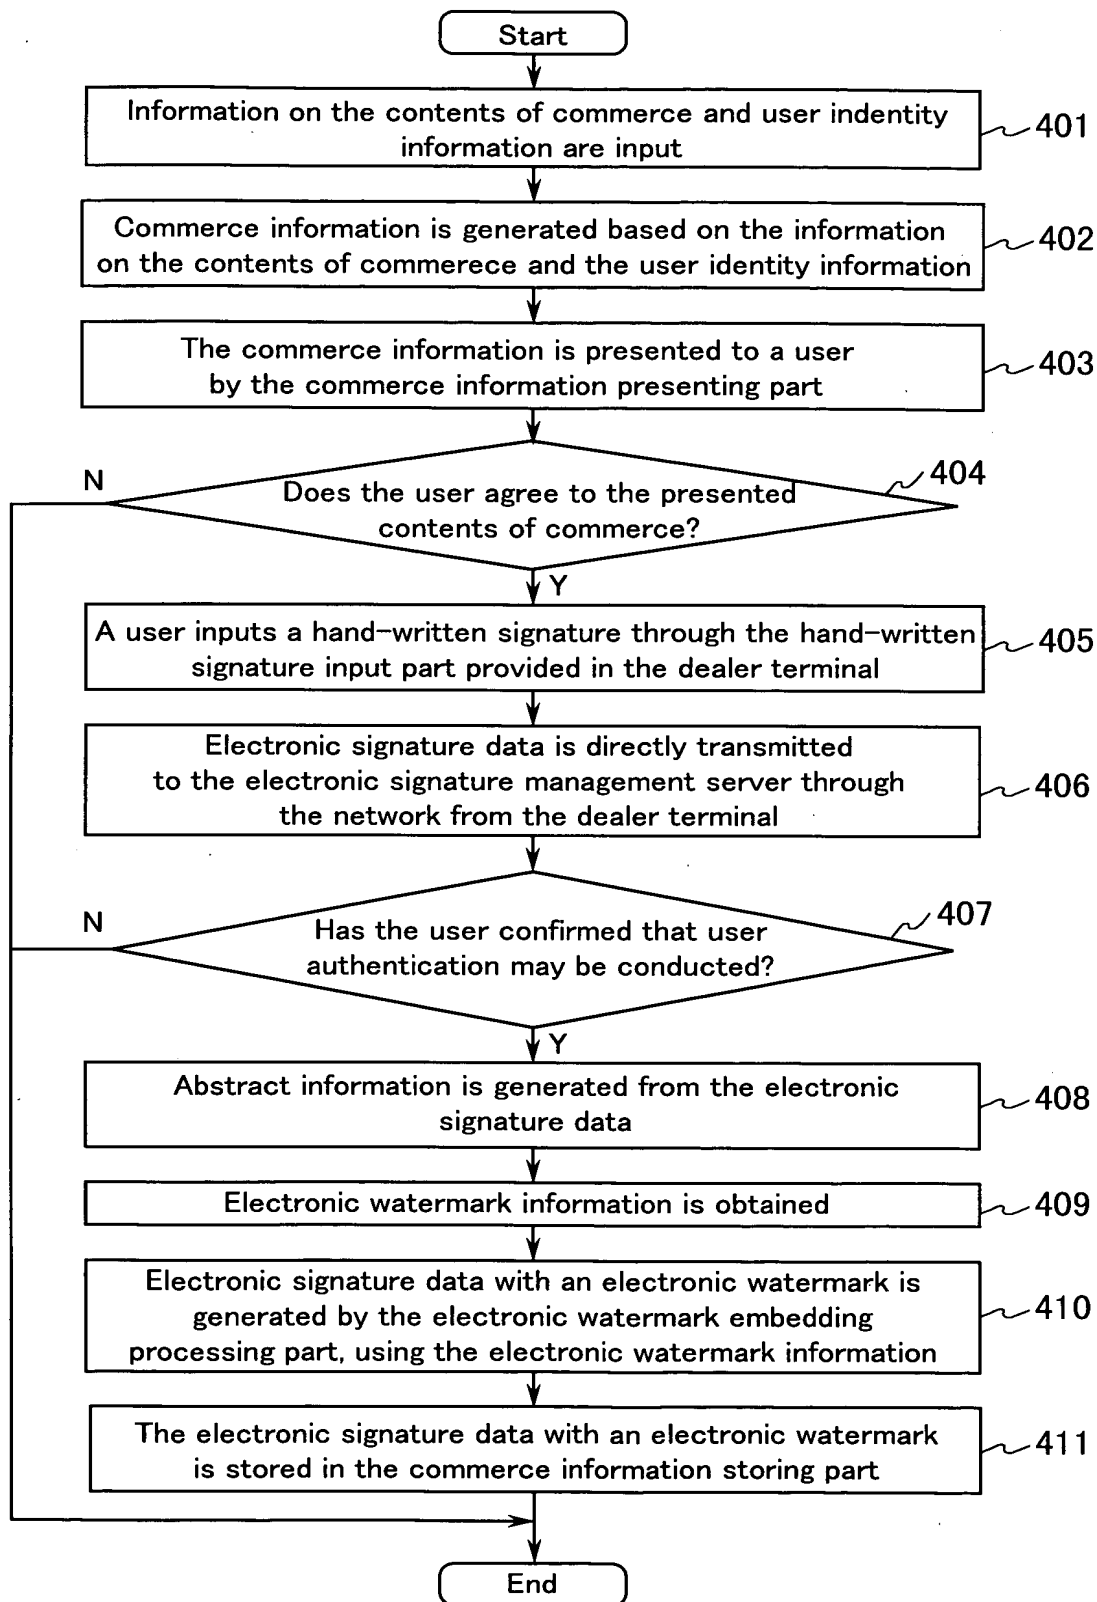 Start
Information on the contents of commerce and user indentity
information are input
401
Commerce information is generated based on the information
on the contents of commerece and the user identity information
402
The commerce information is presented to a user
by the commerce information presenting part
403
N
404
Does the user agree to the presented
contents of commerce?
Y
A user inputs a hand-written signature through the hand-written
signature input part provided in the dealer terminal
405
Electronic signature data is directly transmitted
to the electronic signature management server through
the network from the dealer terminal
406
N
407
Has the user confirmed that user
authentication may be conducted?
Y
Abstract information is generated from the electronic
signature data
408
Electronic watermark information is obtained
409
Electronic signature data with an electronic watermark is
generated by the electronic watermark embedding
processing part, using the electronic watermark information
410
The electronic signature data with an electronic watermark
is stored in the commerce information storing part
411
End